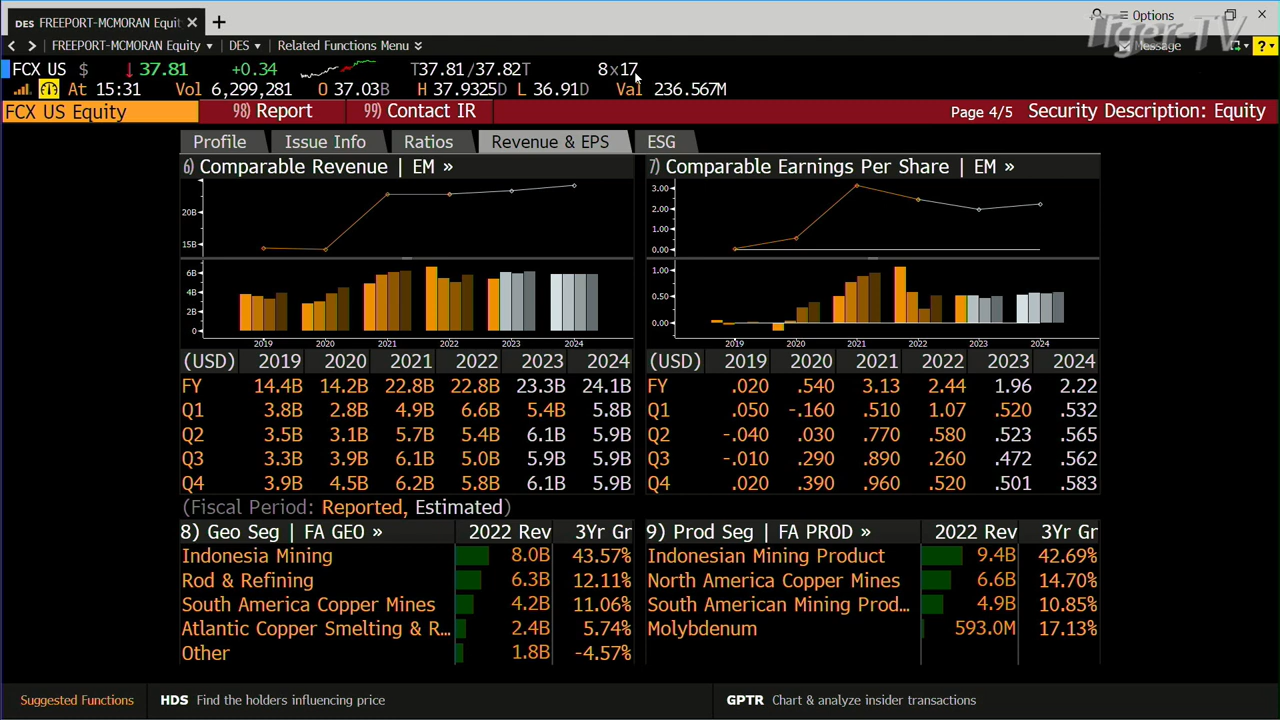 DES FREEPORT-MCMORAN Equit × +
Options
Tiger-TV
< > FREEPORT-MCMORAN Equity ▾ DES ▾ Related Functions Menu
Message ?
FCX US $ ↓37.81 +0.34 T37.81/37.82T 8x17
At 15:31 Vol 6,299,281 O 37.03B H 37.9325D L 36.91D Val 236.567M
FCX US Equity 98) Report 99) Contact IR Page 4/5 Security Description: Equity
Profile Issue Info Ratios Revenue & EPS ESG
6) Comparable Revenue | EM »
20B
15B
6B
4B
2B
0
2019 2020 2021 2022 2023 2024
(USD) 2019 2020 2021 2022 2023 2024
FY 14.4B 14.2B 22.8B 22.8B 23.3B 24.1B
Q1 3.8B 2.8B 4.9B 6.6B 5.4B 5.8B
Q2 3.5B 3.1B 5.7B 5.4B 6.1B 5.9B
Q3 3.3B 3.9B 6.1B 5.0B 5.9B 5.9B
Q4 3.9B 4.5B 6.2B 5.8B 6.1B 5.9B
7) Comparable Earnings Per Share | EM »
3.00
2.00
1.00
0.00
1.00
0.50
0.00
2019 2020 2021 2022 2023 2024
(USD) 2019 2020 2021 2022 2023 2024
FY .020 .540 3.13 2.44 1.96 2.22
Q1 .050 -.160 .510 1.07 .520 .532
Q2 -.040 .030 .770 .580 .523 .565
Q3 -.010 .290 .890 .260 .472 .562
Q4 .020 .390 .960 .520 .501 .583
(Fiscal Period: Reported, Estimated)
8) Geo Seg | FA GEO » 2022 Rev 3Yr Gr
Indonesia Mining 8.0B 43.57%
Rod & Refining 6.3B 12.11%
South America Copper Mines 4.2B 11.06%
Atlantic Copper Smelting & R... 2.4B 5.74%
Other 1.8B -4.57%
9) Prod Seg | FA PROD » 2022 Rev 3Yr Gr
Indonesian Mining Product 9.4B 42.69%
North America Copper Mines 6.6B 14.70%
South American Mining Prod... 4.9B 10.85%
Molybdenum 593.0M 17.13%
Suggested Functions HDS Find the holders influencing price GPTR Chart & analyze insider transactions